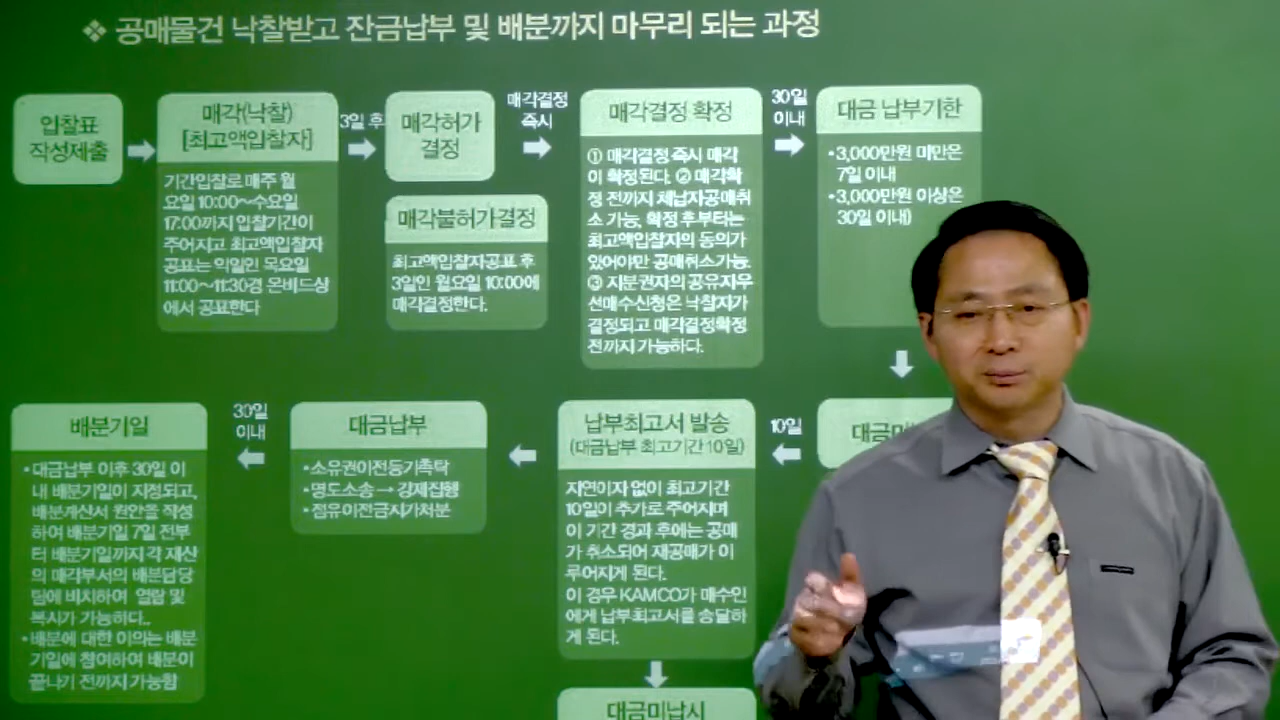 ❖ 공매물건 낙찰받고 잔금납부 및 배분까지 마무리 되는 과정
입찰표
작성제출
매각(낙찰)
[최고액입찰자]
기간입찰로 매주 월
요일 10:00~수요일
17:00까지 입찰기간이
주어지고 최고액입찰자
공표는 익일인 목요일
11:00~11:30경 온비드상
에서 공표한다
3일 후
매각허가
결정
매각불허가결정
최고액입찰자공표 후
3일인 월요일 10:00에
매각결정한다.
매각결정
즉시
매각결정 확정
① 매각결정 즉시 매각
이 확정된다. ② 매각확
정 전까지 체납자공매취
소 가능, 확정 후부터는
최고액입찰자의 동의가
있어야만 공매취소가능.
③ 지분권자의 공유자우
선매수신청은 낙찰자가
결정되고 매각결정확정
전까지 가능하다.
30일
이내
대금 납부기한
•3,000만원 미만은
7일 이내
•3,000만원 이상은
30일 이내)
대금미
10일
납부최고서 발송
(대금납부 최고기간 10일)
지연이자 없이 최고기간
10일이 추가로 주어지며
이 기간 경과 후에는 공매
가 취소되어 재공매가 이
루어지게 된다.
이 경우 KAMCO가 매수인
에게 납부최고서를 송달하
게 된다.
대금미납시
대금납부
•소유권이전등기촉탁
•명도소송→ 강제집행
•점유이전금지가처분
30일
이내
배분기일
•대금납부 이후 30일 이
내 배분기일이 지정되고,
배분계산서 원안을 작성
하여 배분기일 7일 전부
터 배분기일까지 각 재산
의 매각부서의 배분담당
팀에 비치하여 열람 및
복사가 가능하다..
•배분에 대한 이의는 배분
기일에 참여하여 배분이
끝나기 전까지 가능함